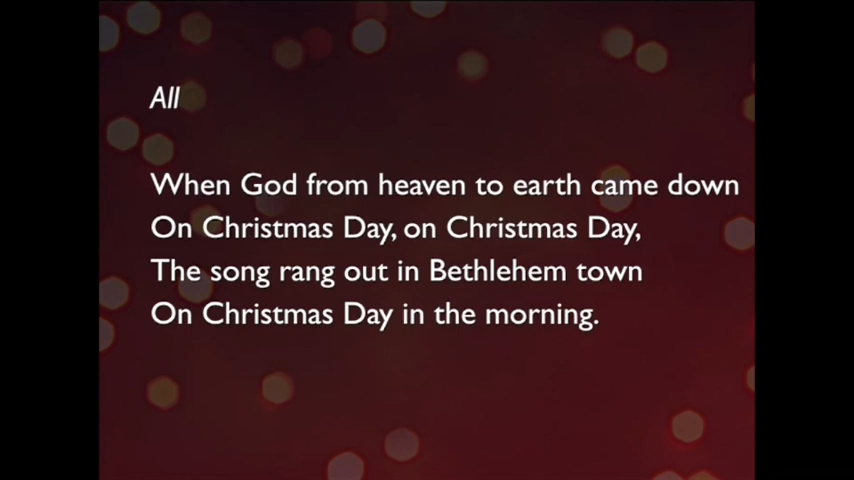 All
When God from heaven to earth came down
On Christmas Day, on Christmas Day,
The song rang out in Bethlehem town
On Christmas Day in the morning.